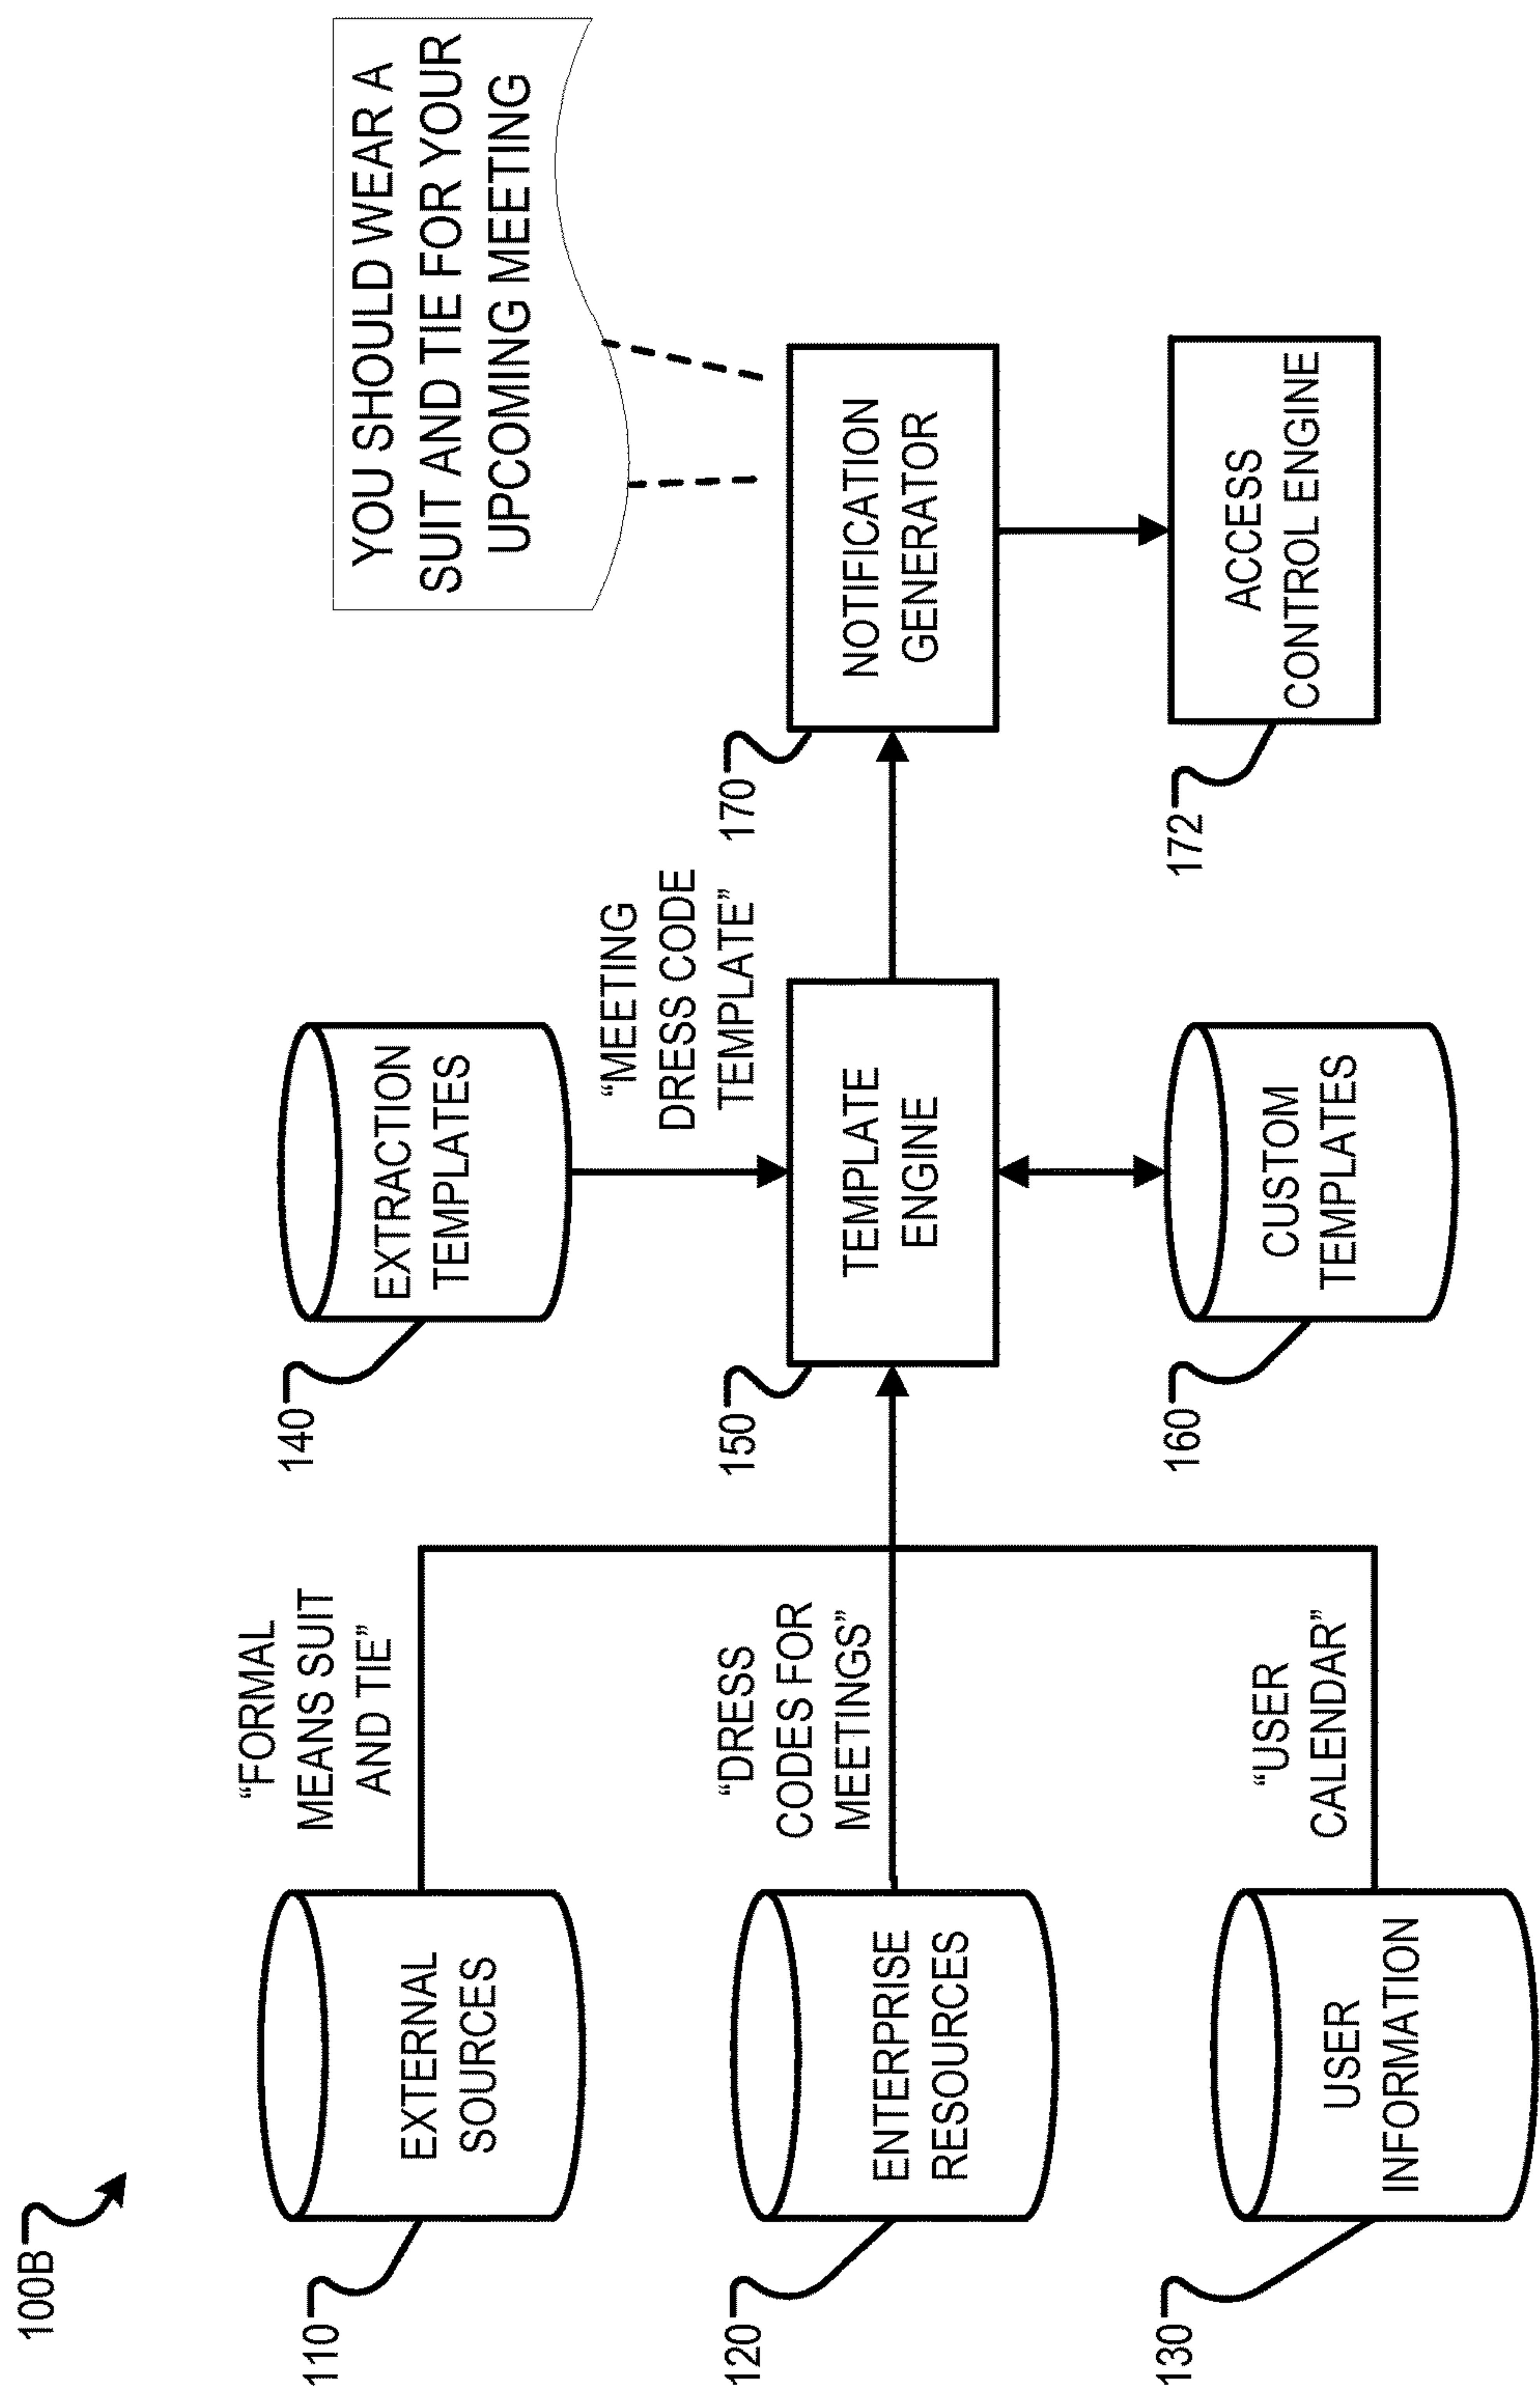 100B
110
EXTERNAL
SOURCES
“FORMAL
MEANS SUIT
AND TIE”
120
ENTERPRISE
RESOURCES
“DRESS
CODES FOR
MEETINGS”
130
USER
INFORMATION
“USER
CALENDAR”
140
EXTRACTION
TEMPLATES
“MEETING
DRESS CODE
TEMPLATE”
150
TEMPLATE
ENGINE
160
CUSTOM
TEMPLATES
YOU SHOULD WEAR A
SUIT AND TIE FOR YOUR
UPCOMING MEETING
170
NOTIFICATION
GENERATOR
172
ACCESS
CONTROL ENGINE